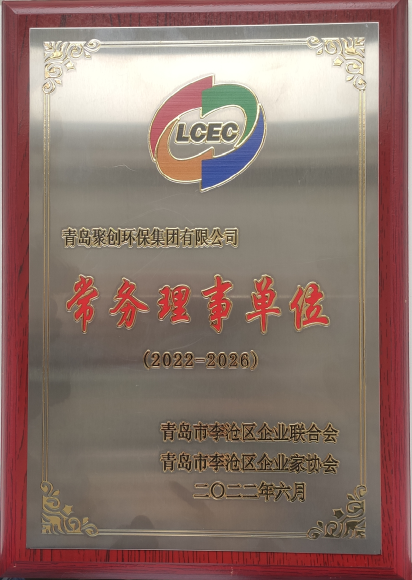 LCEC
青岛聚创环保集团有限公司
常务理事单位
(2022-2026)
青岛市李沧区企业联合会
青岛市李沧区企业家协会
二〇二二年六月